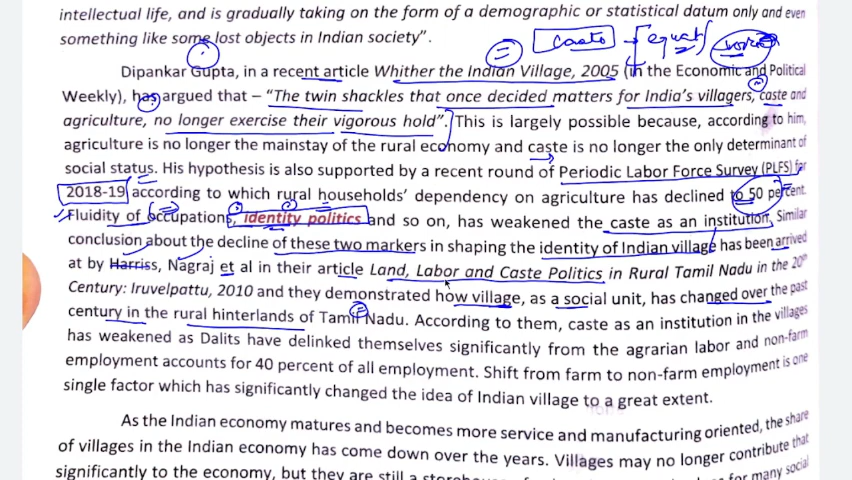 intellectual life, and is gradually taking on the form of a demographic or statistical datum only and even
something like some lost objects in Indian society".
caste equal vote
Dipankar Gupta, in a recent article Whither the Indian Village, 2005 (in the Economic and Political
Weekly), has argued that – "The twin shackles that once decided matters for India's villagers, caste and
agriculture, no longer exercise their vigorous hold". This is largely possible because, according to him,
agriculture is no longer the mainstay of the rural economy and caste is no longer the only determinant of
social status. His hypothesis is also supported by a recent round of Periodic Labor Force Survey (PLFS) for
2018-19 according to which rural households' dependency on agriculture has declined to 50 percent.
Fluidity of occupations, identity politics and so on, has weakened the caste as an institution. Similar
conclusion about the decline of these two markers in shaping the identity of Indian village has been arrived
at by Harriss, Nagraj et al in their article Land, Labor and Caste Politics in Rural Tamil Nadu in the 20th
Century: Iruvelpattu, 2010 and they demonstrated how village, as a social unit, has changed over the past
century in the rural hinterlands of Tamil Nadu. According to them, caste as an institution in the villages
has weakened as Dalits have delinked themselves significantly from the agrarian labor and non-farm
employment accounts for 40 percent of all employment. Shift from farm to non-farm employment is one
single factor which has significantly changed the idea of Indian village to a great extent.
As the Indian economy matures and becomes more service and manufacturing oriented, the share
of villages in the Indian economy has come down over the years. Villages may no longer contribute that
significantly to the economy, but they are still a for many social